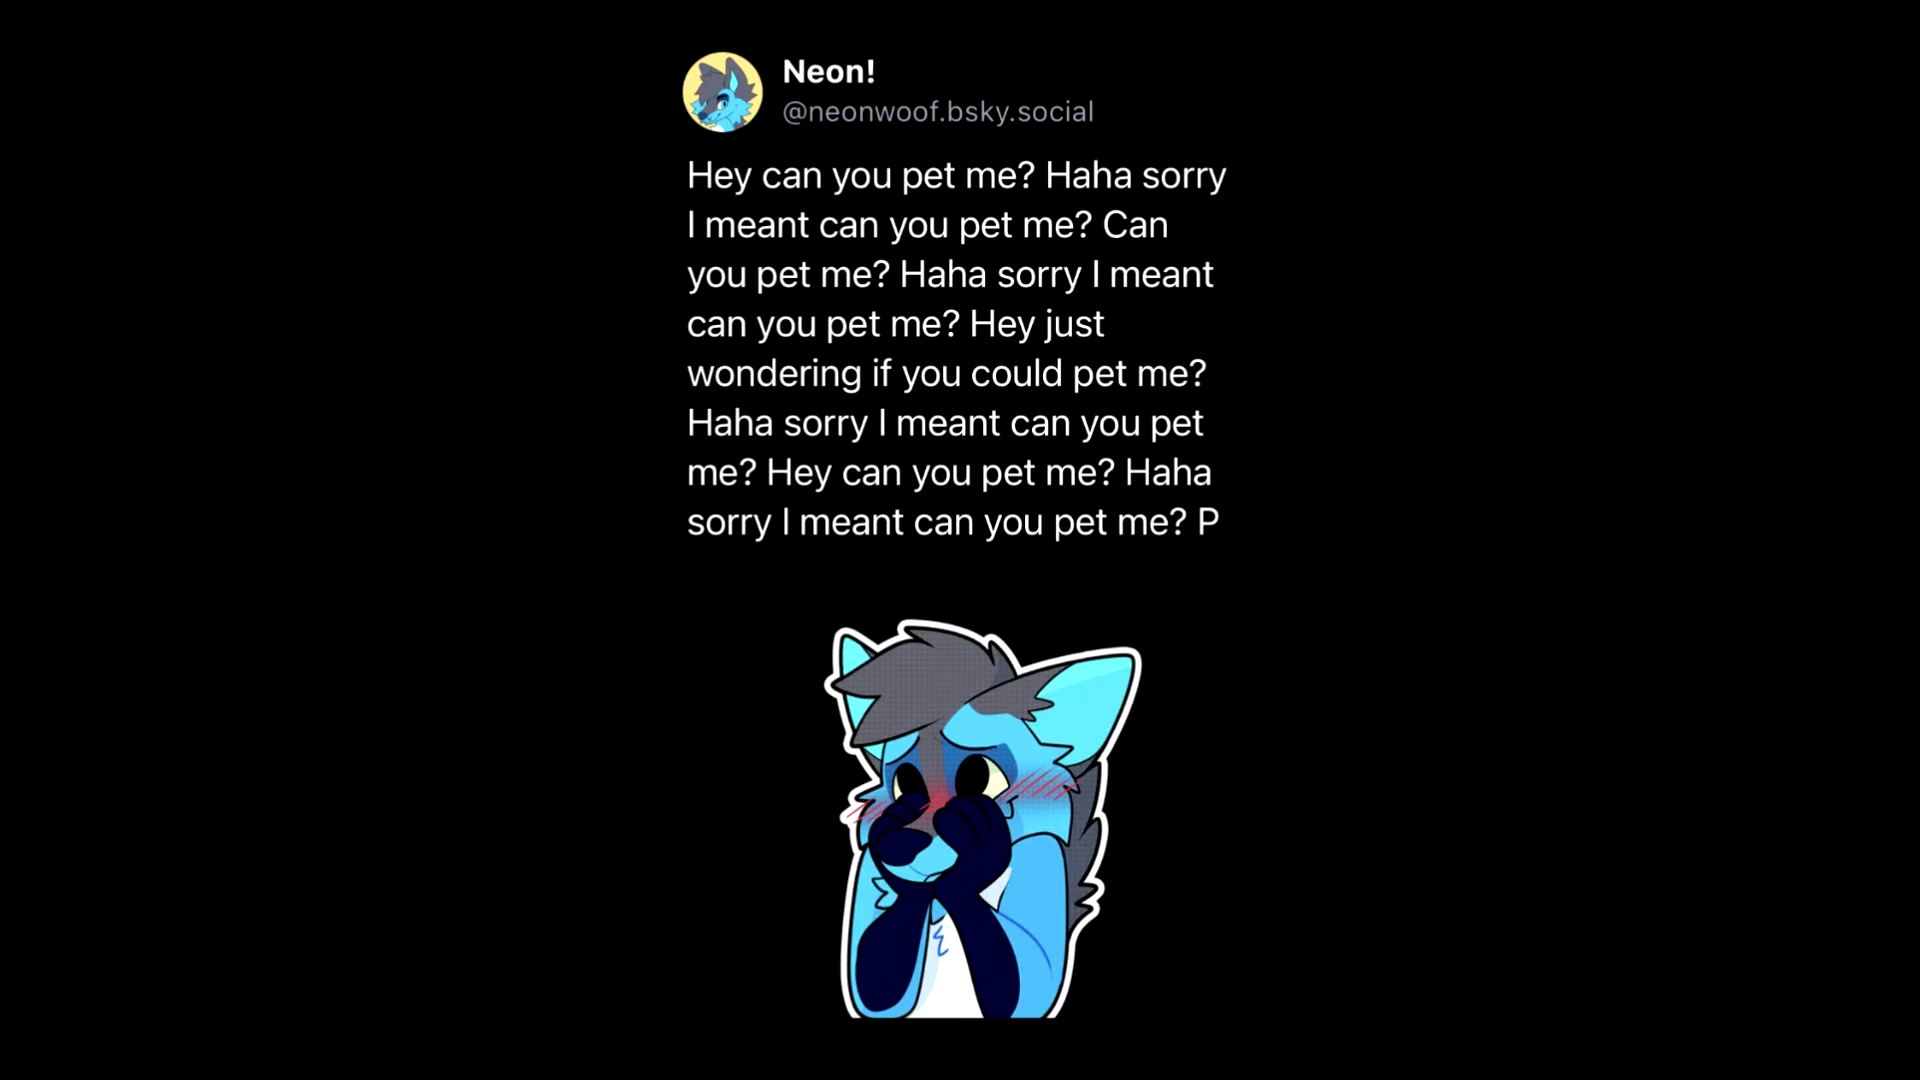 Neon!
@neonwoof.bsky.social
Hey can you pet me? Haha sorry
I meant can you pet me? Can
you pet me? Haha sorry I meant
can you pet me? Hey just
wondering if you could pet me?
Haha sorry I meant can you pet
me? Hey can you pet me? Haha
sorry I meant can you pet me? P